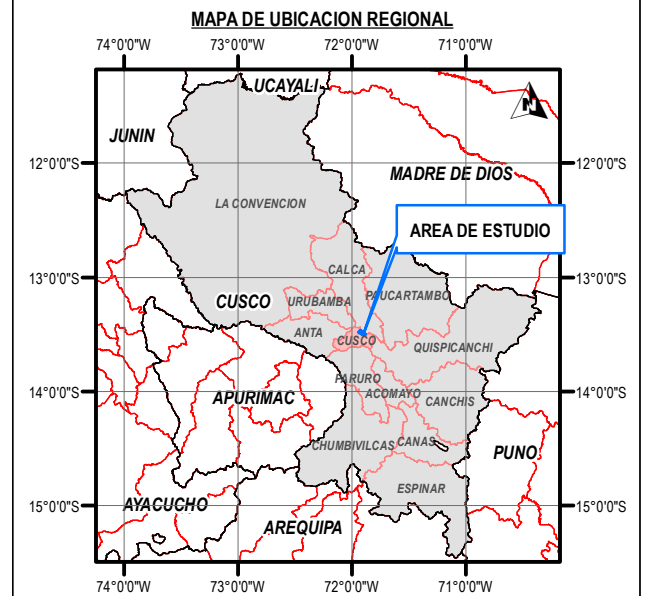 MAPA DE UBICACION REGIONAL
74°0'0"W 73°0'0"W 72°0'0"W 71°0'0"W
UCAYALI
N
JUNIN
12°0'0"S 12°0'0"S
MADRE DE DIOS
LA CONVENCION
AREA DE ESTUDIO
CALCA
13°0'0"S 13°0'0"S
CUSCO URUBAMBA PAUCARTAMBO
ANTA CUSCO
QUISPICANCHI
PARURO
14°0'0"S 14°0'0"S
APURIMAC ACOMAYO CANCHIS
CHUMBIVILCAS CANAS
PUNO
ESPINAR
15°0'0"S 15°0'0"S
AYACUCHO
AREQUIPA
74°0'0"W 73°0'0"W 72°0'0"W 71°0'0"W